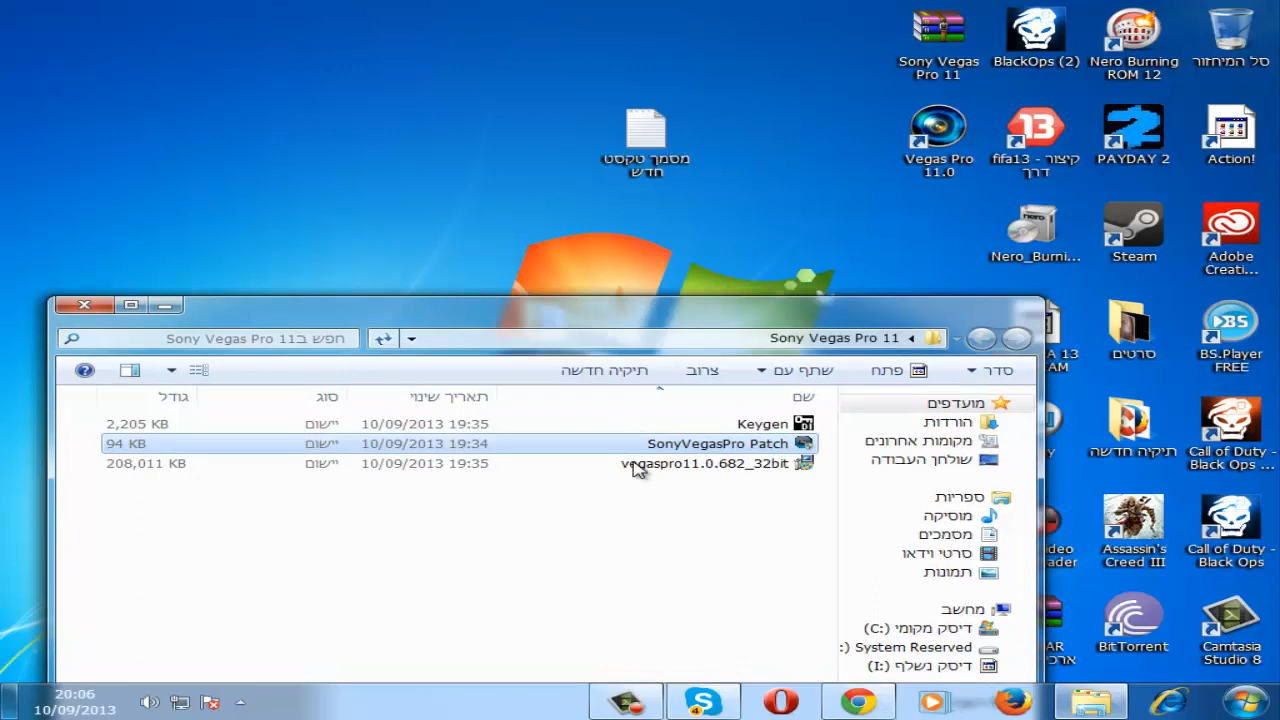 Sony Vegas
Pro 11
BlackOps (2)
Nero Burning
ROM 12
סל המיחזור
מסמך טקסט
חדש
Vegas Pro
11.0
fifa13 - קיצור
דרך
PAYDAY 2
Action!
Nero_Burni...
Steam
Adobe
Creati...
סרטים
BS.Player
FREE
תיקיה חדשה
Call of Duty -
Black Ops ...
Assassin's
Creed III
Call of Duty -
Black Ops
BitTorrent
Camtasia
Studio 8
חפש בSony Vegas Pro 11
Sony Vegas Pro 11
סדר
פתח
שתף עם
צרוב
תיקיה חדשה
שם
תאריך שינוי
סוג
גודל
Keygen
10/09/2013 19:35
יישום
2,205 KB
SonyVegasPro Patch
10/09/2013 19:34
יישום
94 KB
vegaspro11.0.682_32bit
10/09/2013 19:35
יישום
208,011 KB
מועדפים
הורדות
מקומות אחרונים
שולחן העבודה
ספריות
מוסיקה
מסמכים
סרטי וידאו
תמונות
מחשב
דיסק מקומי (C:)
System Reserved
דיסק נשלף (I:)
20:06
10/09/2013